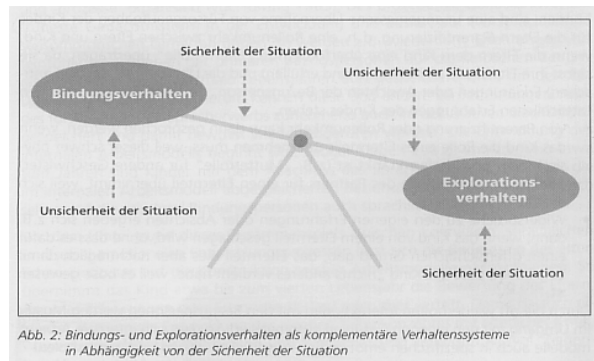 Sicherheit der Situation
Unsicherheit der Situation
Bindungsverhalten
Explorations-
verhalten
Unsicherheit der Situation
Sicherheit der Situation
Abb. 2: Bindungs- und Explorationsverhalten als komplementäre Verhaltenssysteme
in Abhängigkeit von der Sicherheit der Situation